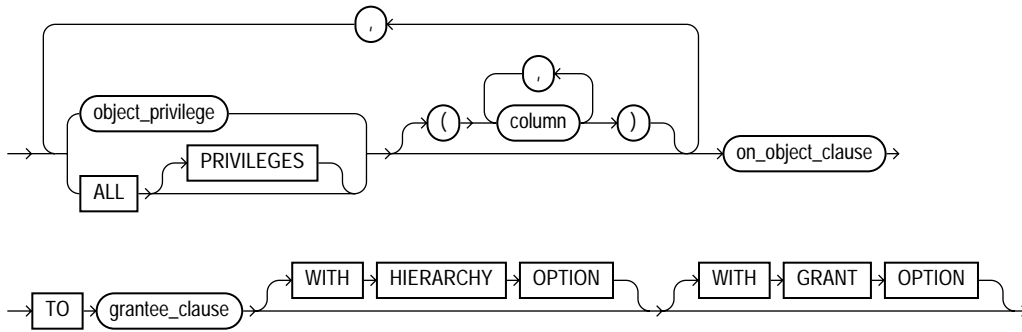 ,
,
object_privilege
( column )
PRIVILEGES
on_object_clause
ALL
WITH HIERARCHY OPTION WITH GRANT OPTION
TO grantee_clause